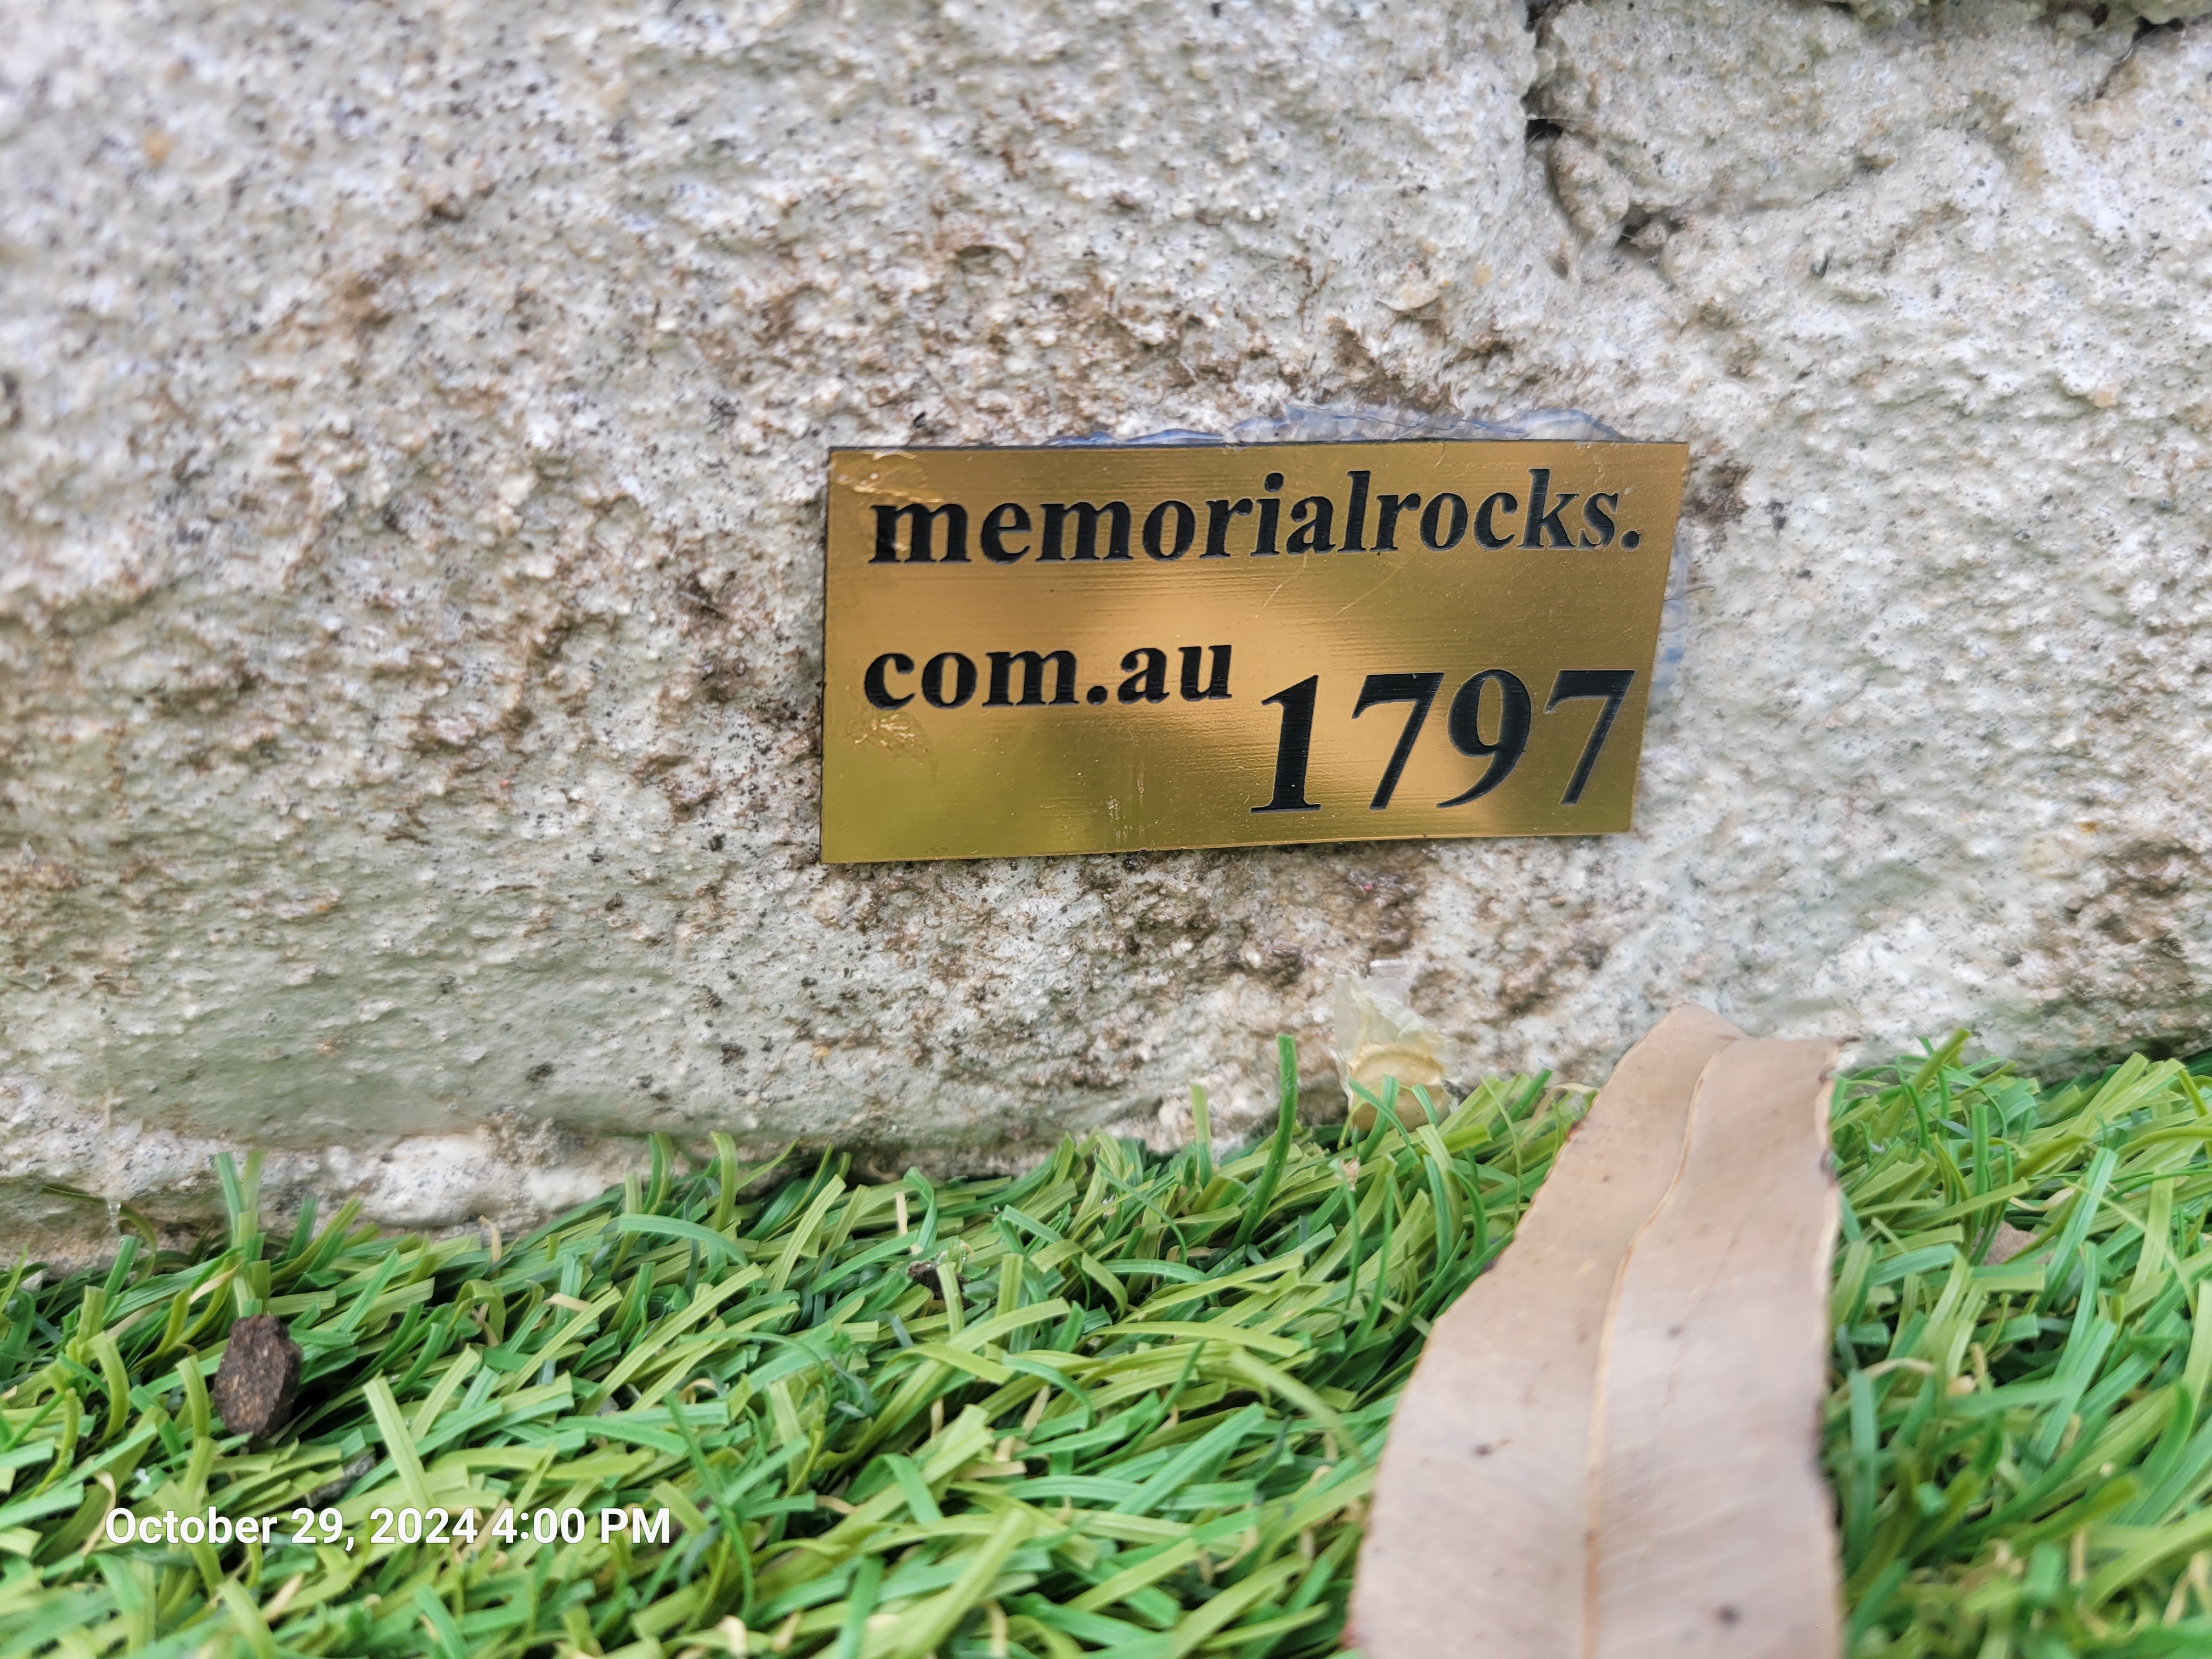 memorialrocks.
com.au 1797
October 29, 2024 4:00 PM